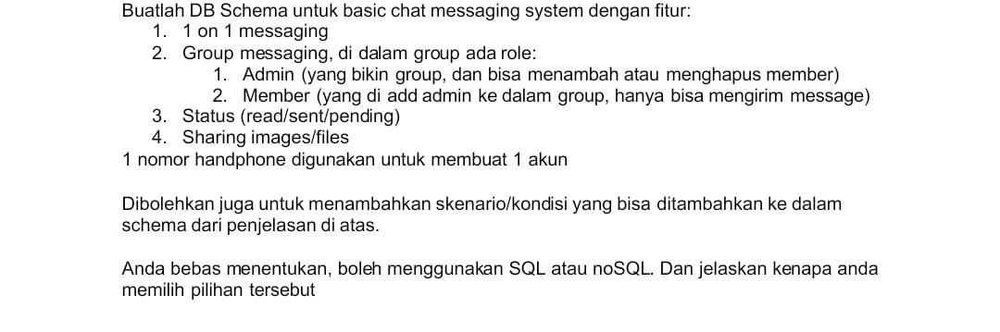 Buatlah DB Schema untuk basic chat messaging system dengan fitur:
1. 1 on 1 messaging
2. Group messaging, di dalam group ada role:
1. Admin (yang bikin group, dan bisa menambah atau menghapus member)
2. Member (yang di add admin ke dalam group, hanya bisa mengirim message)
3. Status (read/sent/pending)
4. Sharing images/files
1 nomor handphone digunakan untuk membuat 1 akun
Dibolehkan juga untuk menambahkan skenario/kondisi yang bisa ditambahkan ke dalam
schema dari penjelasan di atas.
Anda bebas menentukan, boleh menggunakan SQL atau noSQL. Dan jelaskan kenapa anda
memilih pilihan tersebut